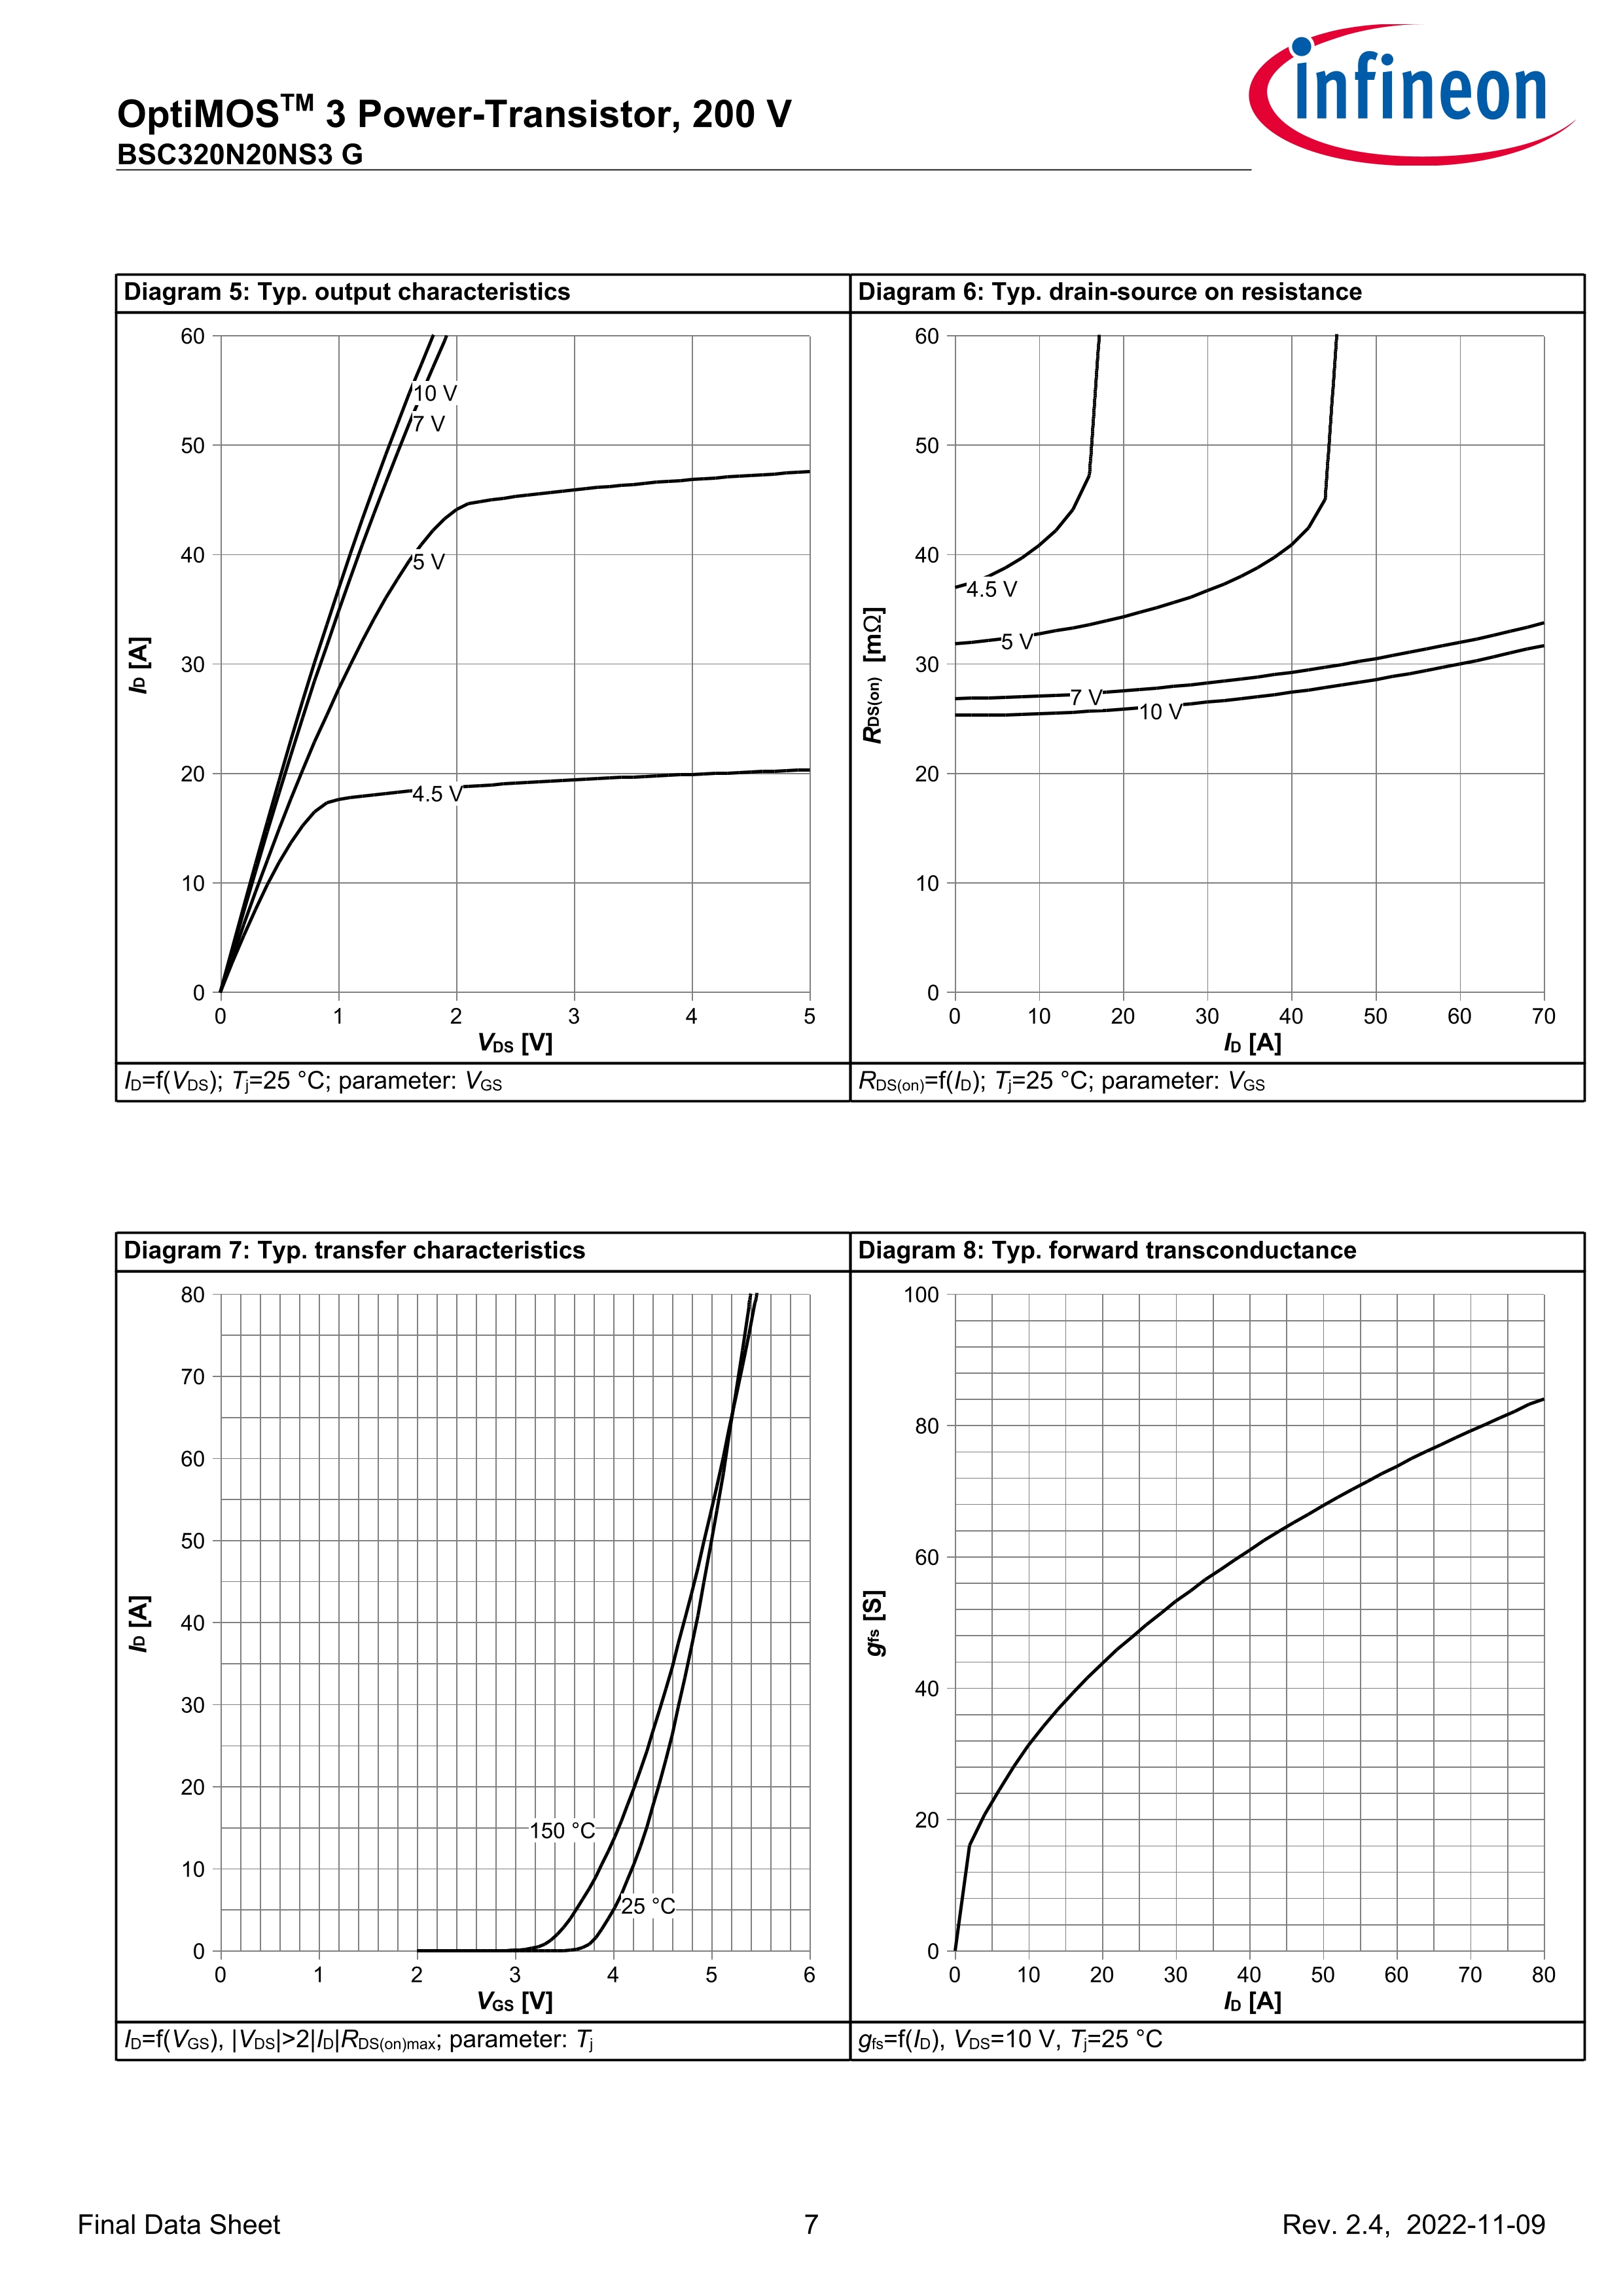 infineon
OptiMOS™ 3 Power-Transistor, 200 V
BSC320N20NS3 G
Diagram 5: Typ. output characteristics
60
50
40
30
20
10
0
0 1 2 3 4 5
10 V
7 V
5 V
4.5 V
ID [A]
VDS [V]
ID=f(VDS); Tj=25 °C; parameter: VGS
Diagram 6: Typ. drain-source on resistance
60
50
40
30
20
10
0
0 10 20 30 40 50 60 70
4.5 V
5 V
7 V
10 V
RDS(on) [mΩ]
ID [A]
RDS(on)=f(ID); Tj=25 °C; parameter: VGS
Diagram 7: Typ. transfer characteristics
80
70
60
50
40
30
20
10
0
0 1 2 3 4 5 6
150 °C
25 °C
ID [A]
VGS [V]
ID=f(VGS), |VDS|>2|ID|RDS(on)max; parameter: Tj
Diagram 8: Typ. forward transconductance
100
80
60
40
20
0
0 10 20 30 40 50 60 70 80
gfs [S]
ID [A]
gfs=f(ID), VDS=10 V, Tj=25 °C
Final Data Sheet 7 Rev. 2.4, 2022-11-09